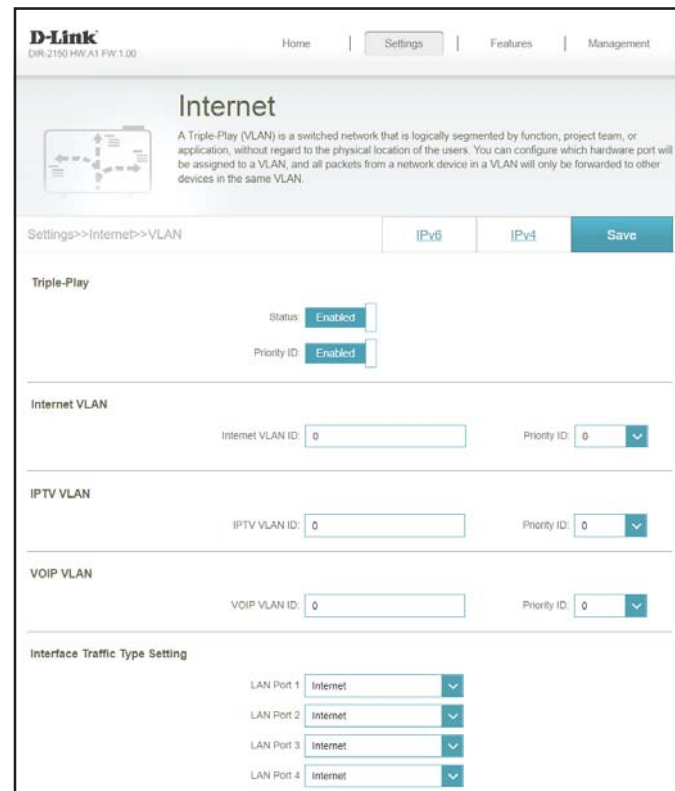 D-Link
DIR-2150 HW:A1 FW:1.00
Home | Settings | Features | Management
Internet
A Triple-Play (VLAN) is a switched network that is logically segmented by function, project team, or
application, without regard to the physical location of the users. You can configure which hardware port will
be assigned to a VLAN, and all packets from a network device in a VLAN will only be forwarded to other
devices in the same VLAN.
Settings>>Internet>>VLAN IPv6 IPv4 Save
Triple-Play
Status: Enabled
Priority ID: Enabled
Internet VLAN
Internet VLAN ID: 0 Priority ID: 0
IPTV VLAN
IPTV VLAN ID: 0 Priority ID: 0
VOIP VLAN
VOIP VLAN ID: 0 Priority ID: 0
Interface Traffic Type Setting
LAN Port 1 Internet
LAN Port 2 Internet
LAN Port 3 Internet
LAN Port 4 Internet